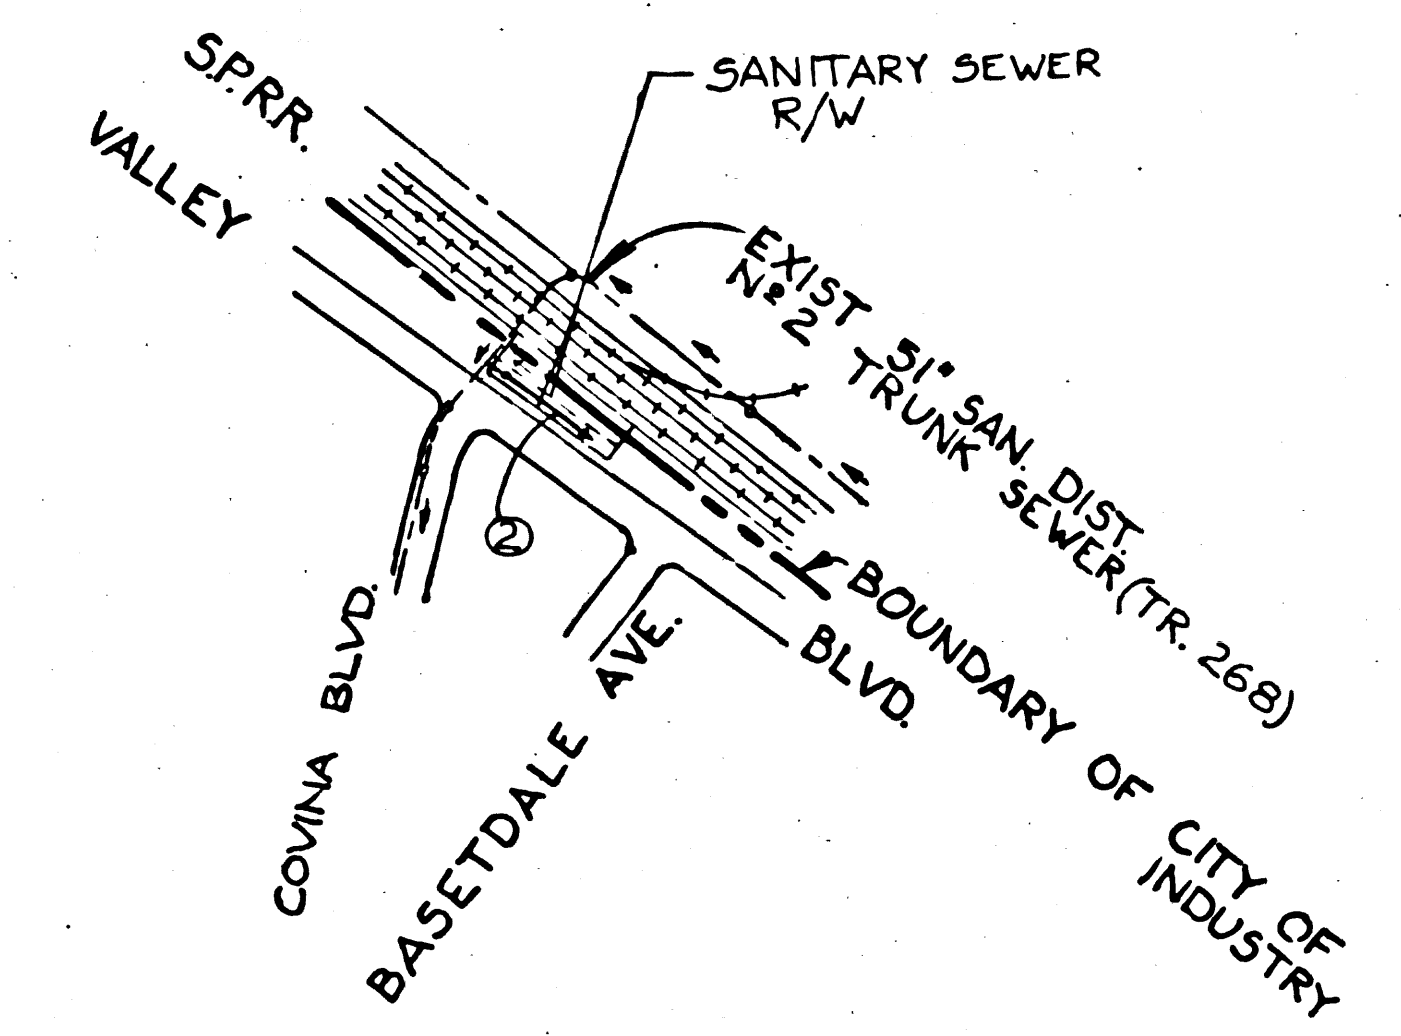 SANITARY SEWER
R/W
S.P.R.R.
VALLEY
BLVD.
EXIST 51" SAN. DIST.
Nº 2 TRUNK SEWER (TR. 268)
BOUNDARY OF CITY OF
INDUSTRY
2
COVINA BLVD.
BASETDALE AVE.